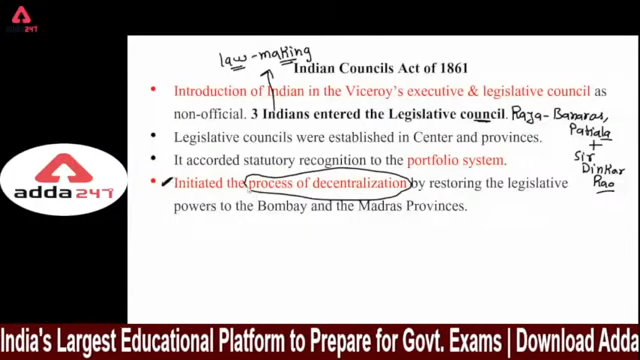 adda247
law-making
Indian Councils Act of 1861
• Introduction of Indian in the Viceroy's executive & legislative council as
non-official. 3 Indians entered the Legislative council. Raja - Banaras,
Patiala
+
Sir
Dinkar
Rao
• Legislative councils were established in Center and provinces.
• It accorded statutory recognition to the portfolio system.
• Initiated the process of decentralization by restoring the legislative
powers to the Bombay and the Madras Provinces.
adda247
India's Largest Educational Platform to Prepare for Govt. Exams | Download Adda